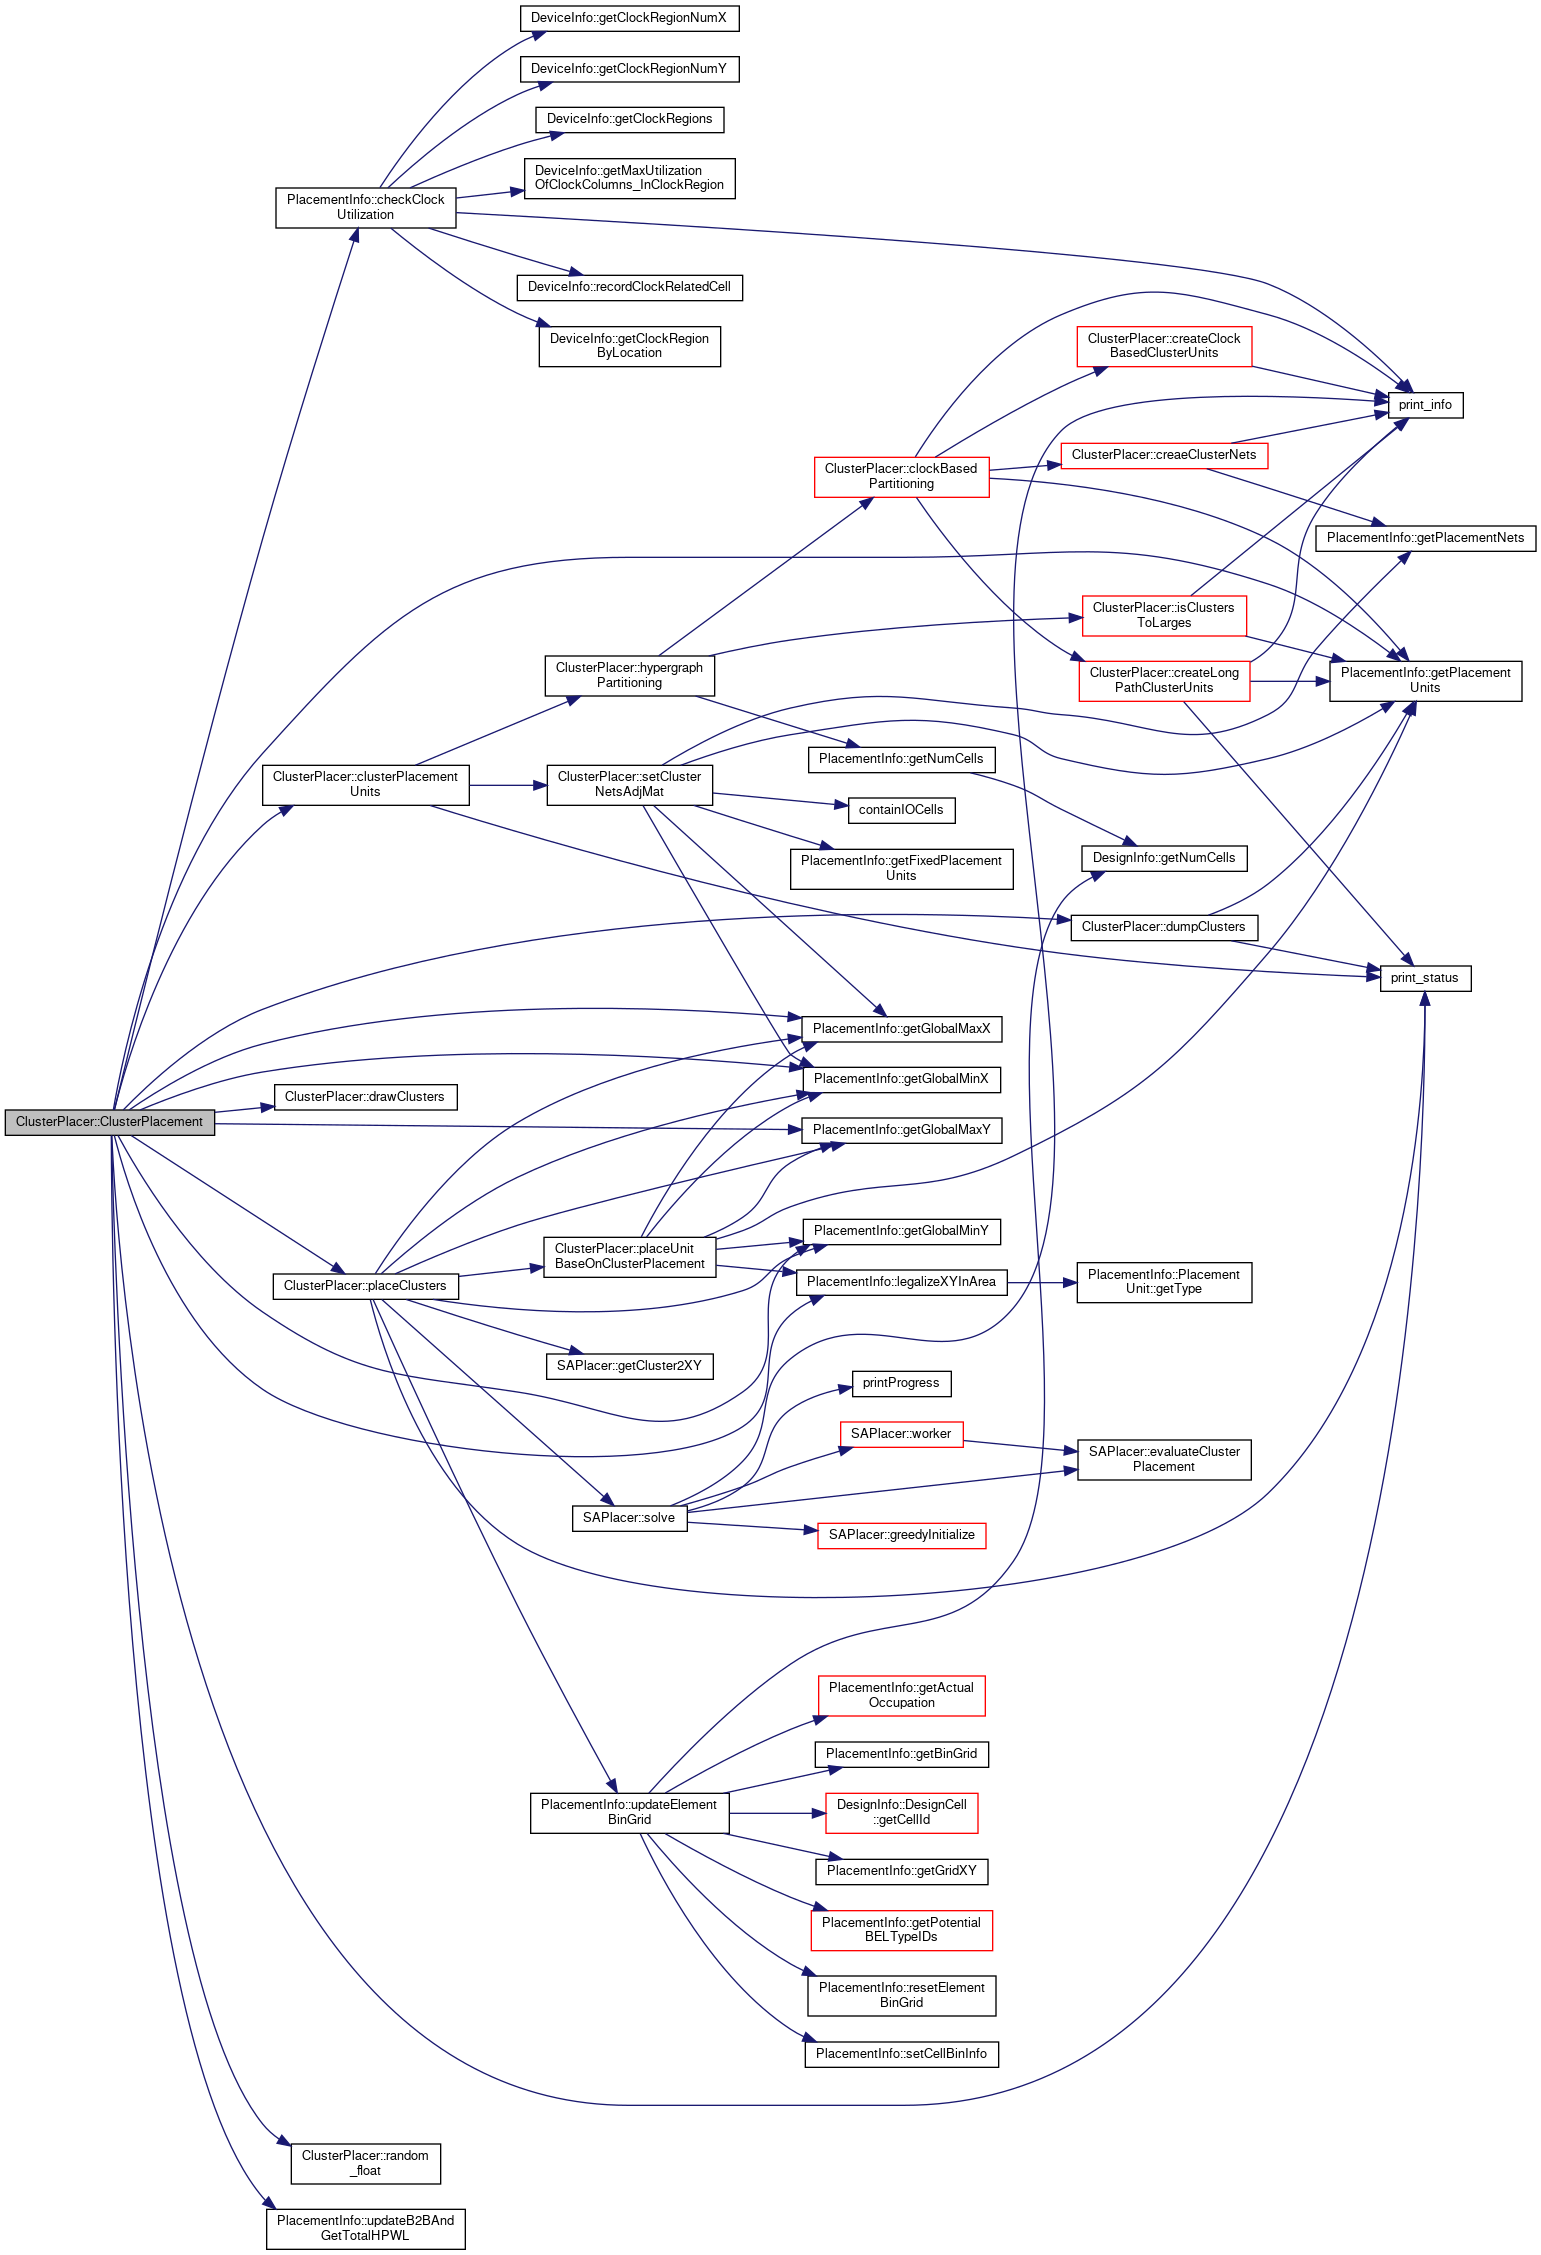 DeviceInfo::getClockRegionNumX
DeviceInfo::getClockRegionNumY
DeviceInfo::getClockRegions
DeviceInfo::getMaxUtilization
OfClockColumns_InClockRegion
PlacementInfo::checkClock
Utilization
DeviceInfo::recordClockRelatedCell
DeviceInfo::getClockRegion
ByLocation
ClusterPlacer::createClock
BasedClusterUnits
print_info
ClusterPlacer::creaeClusterNets
ClusterPlacer::clockBased
Partitioning
PlacementInfo::getPlacementNets
ClusterPlacer::isClusters
ToLarges
ClusterPlacer::hypergraph
Partitioning
ClusterPlacer::createLong
PathClusterUnits
PlacementInfo::getPlacement
Units
PlacementInfo::getNumCells
ClusterPlacer::clusterPlacement
Units
ClusterPlacer::setCluster
NetsAdjMat
containIOCells
DesignInfo::getNumCells
PlacementInfo::getFixedPlacement
Units
ClusterPlacer::dumpClusters
print_status
PlacementInfo::getGlobalMaxX
PlacementInfo::getGlobalMinX
ClusterPlacer::drawClusters
ClusterPlacer::ClusterPlacement
PlacementInfo::getGlobalMaxY
PlacementInfo::getGlobalMinY
ClusterPlacer::placeUnit
BaseOnClusterPlacement
ClusterPlacer::placeClusters
PlacementInfo::legalizeXYInArea
PlacementInfo::Placement
Unit::getType
SAPlacer::getCluster2XY
printProgress
SAPlacer::worker
SAPlacer::evaluateCluster
Placement
SAPlacer::solve
SAPlacer::greedyInitialize
PlacementInfo::getActual
Occupation
PlacementInfo::getBinGrid
PlacementInfo::updateElement
BinGrid
DesignInfo::DesignCell
::getCellId
PlacementInfo::getGridXY
PlacementInfo::getPotential
BELTypeIDs
PlacementInfo::resetElement
BinGrid
PlacementInfo::setCellBinInfo
ClusterPlacer::random
_float
PlacementInfo::updateB2BAnd
GetTotalHPWL